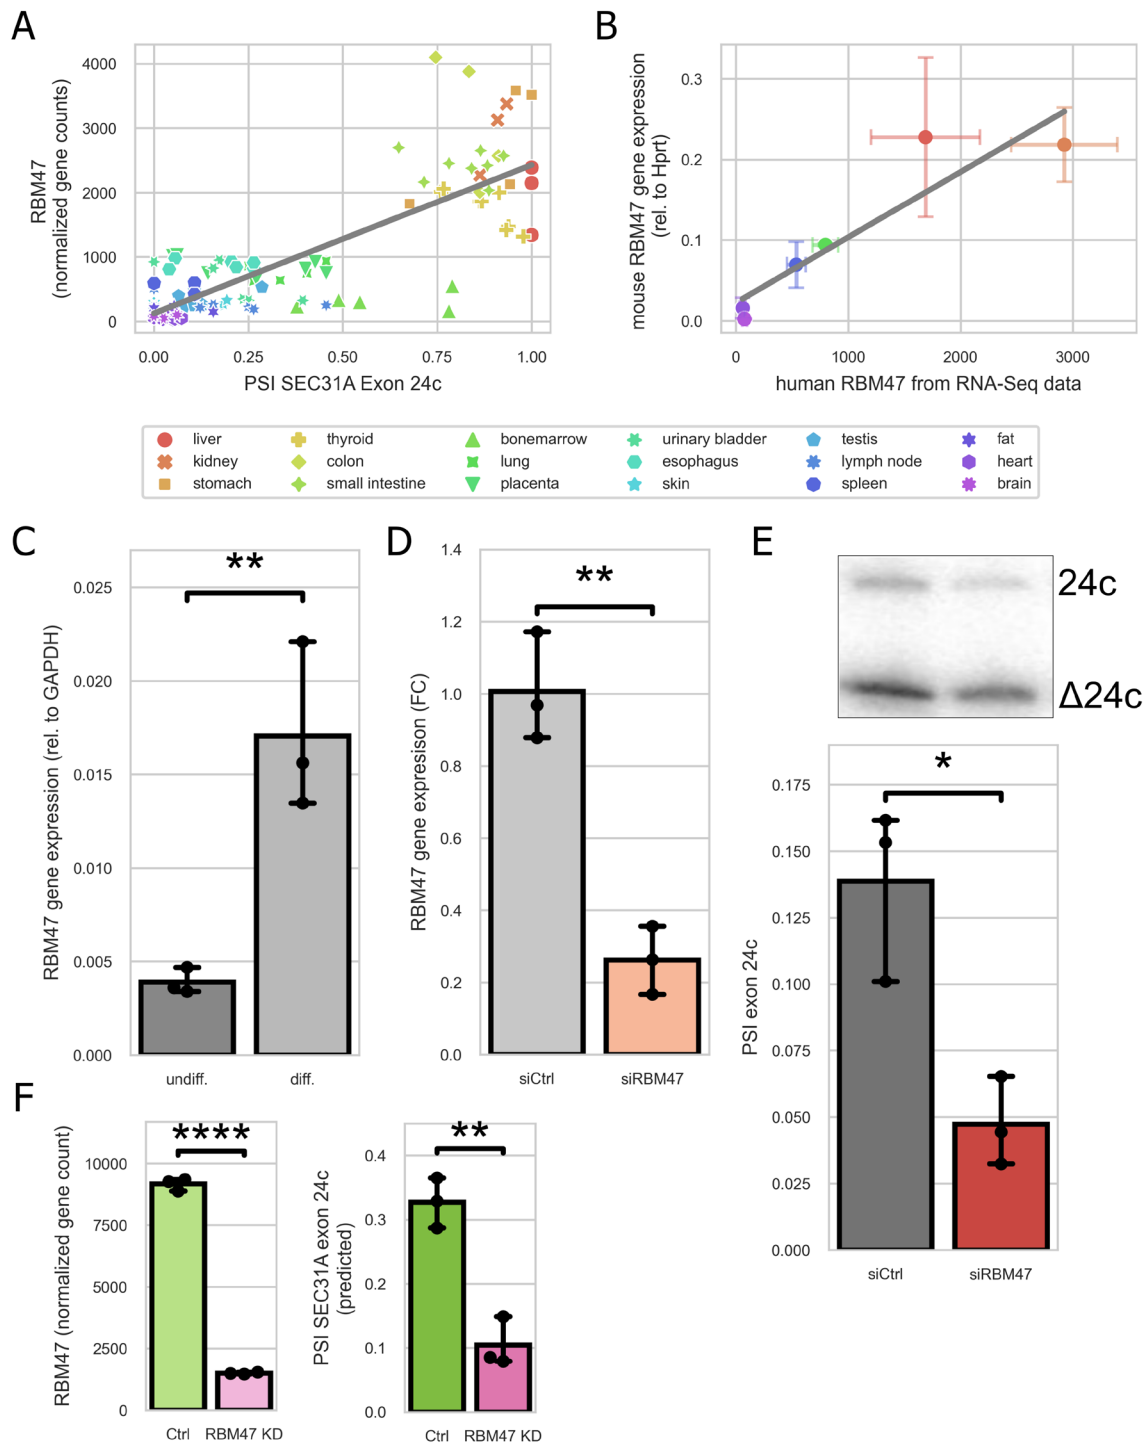 A
B
RBM47
(normalized gene counts)
4000
3000
2000
1000
0
0.00
0.25
0.50
0.75
1.00
PSI SEC31A Exon 24c
mouse RBM47 gene expression
(rel. to Hprt)
0.3
0.2
0.1
0.0
0
1000
2000
3000
human RBM47 from RNA-Seq data
liver
thyroid
bonemarrow
urinary bladder
testis
fat
kidney
colon
lung
esophagus
lymph node
heart
stomach
small intestine
placenta
skin
spleen
brain
C
RBM47 gene expression (rel. to GAPDH)
0.025
0.020
0.015
0.010
0.005
0.000
**
undiff.
diff.
D
RBM47 gene expresison (FC)
1.4
1.2
1.0
0.8
0.6
0.4
0.2
0.0
**
siCtrl
siRBM47
E
24c
Δ24c
PSI exon 24c
0.175
0.150
0.125
0.100
0.075
0.050
0.025
0.000
*
siCtrl
siRBM47
F
RBM47 (normalized gene count)
10000
7500
5000
2500
0
****
Ctrl
RBM47 KD
PSI SEC31A exon 24c
(predicted)
0.4
0.3
0.2
0.1
0.0
**
Ctrl
RBM47 KD